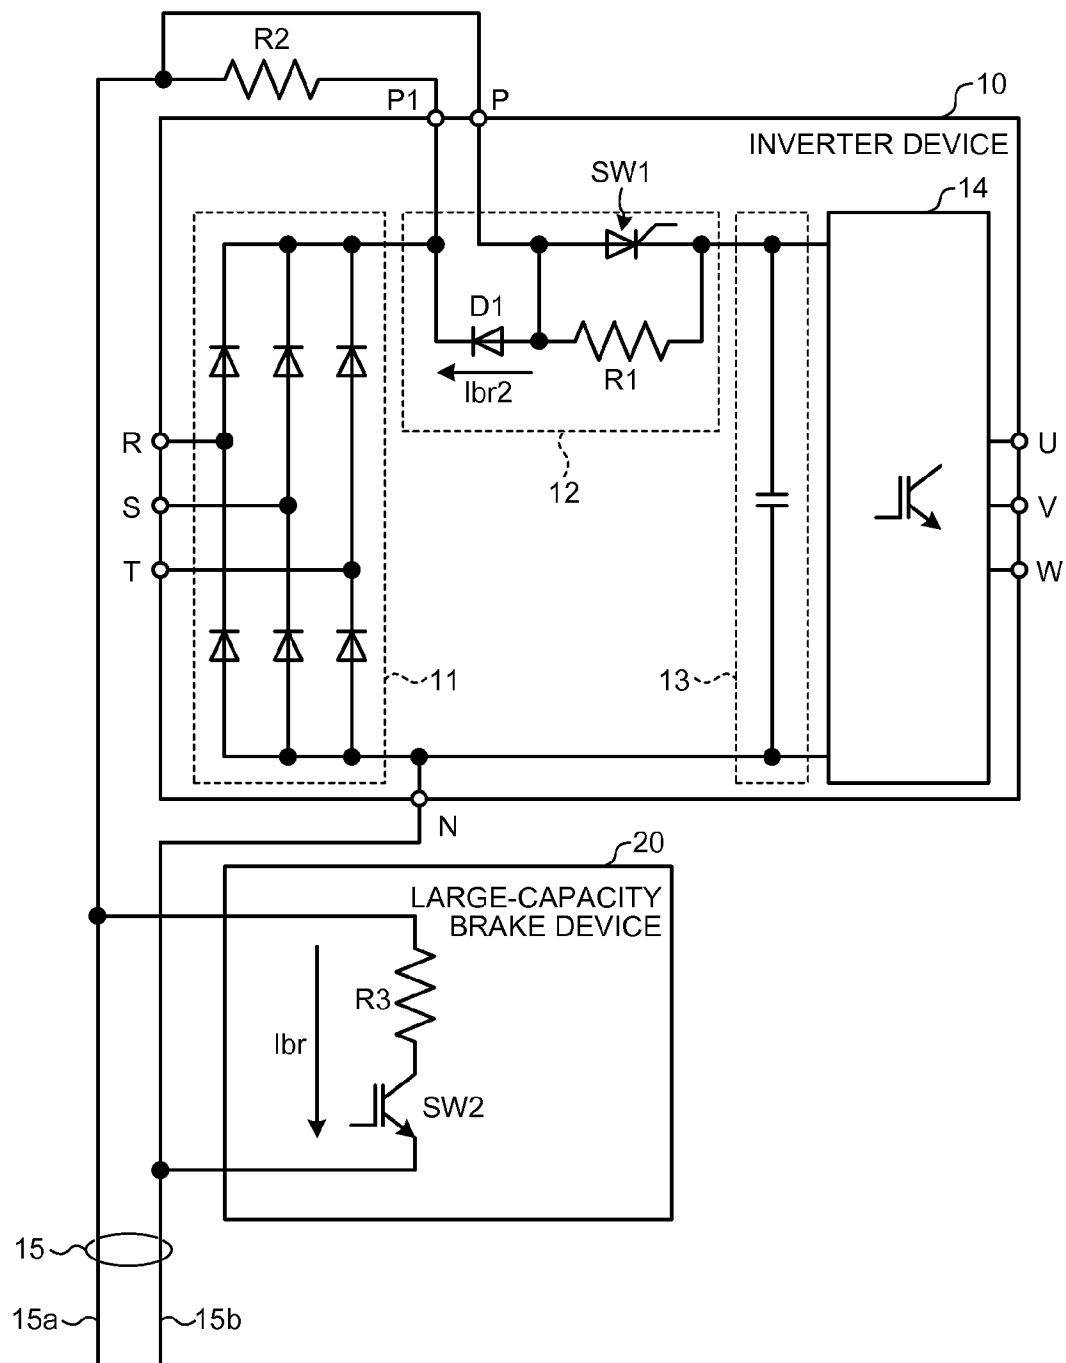 R2
P1
P
10
INVERTER DEVICE
SW1
14
D1
R1
Ibr2
12
R
S
T
U
V
W
11
13
N
20
LARGE-CAPACITY
BRAKE DEVICE
R3
Ibr
SW2
15
15a
15b